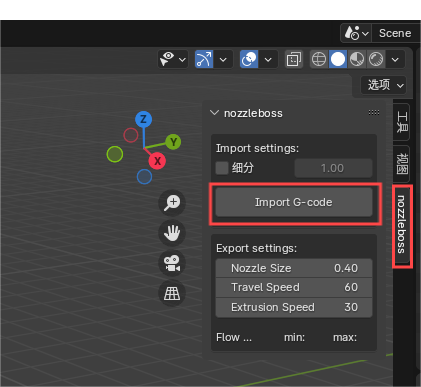 Scene
选项
nozzleboss
Import settings:
细分 1.00
Import G-code
Export settings:
Nozzle Size 0.40
Travel Speed 60
Extrusion Speed 30
Flow ... min: max:
Z
Y
X
工具
视图
nozzleboss